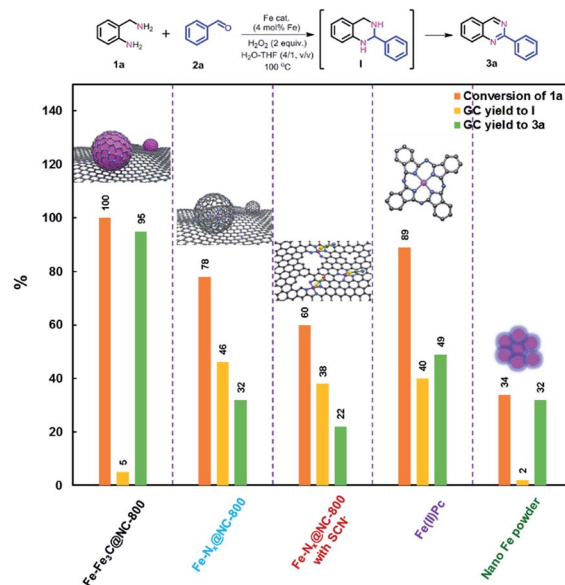 Fe cat.
(4 mol% Fe)
H₂O₂ (2 equiv.)
H₂O-THF (4/1, v/v)
100 °C
NH₂
NH₂
1a
+
O
2a
NH
N
H
I
N
N
3a
Conversion of 1a
GC yield to I
GC yield to 3a
%
140
120
100
80
60
40
20
0
100
5
95
78
46
32
60
38
22
89
40
49
34
2
32
Fe-Fe₃C@NC-800
Fe-Nₓ@NC-800
Fe-Nₓ@NC-800
with SCN⁻
Fe(II)Pc
Nano Fe powder